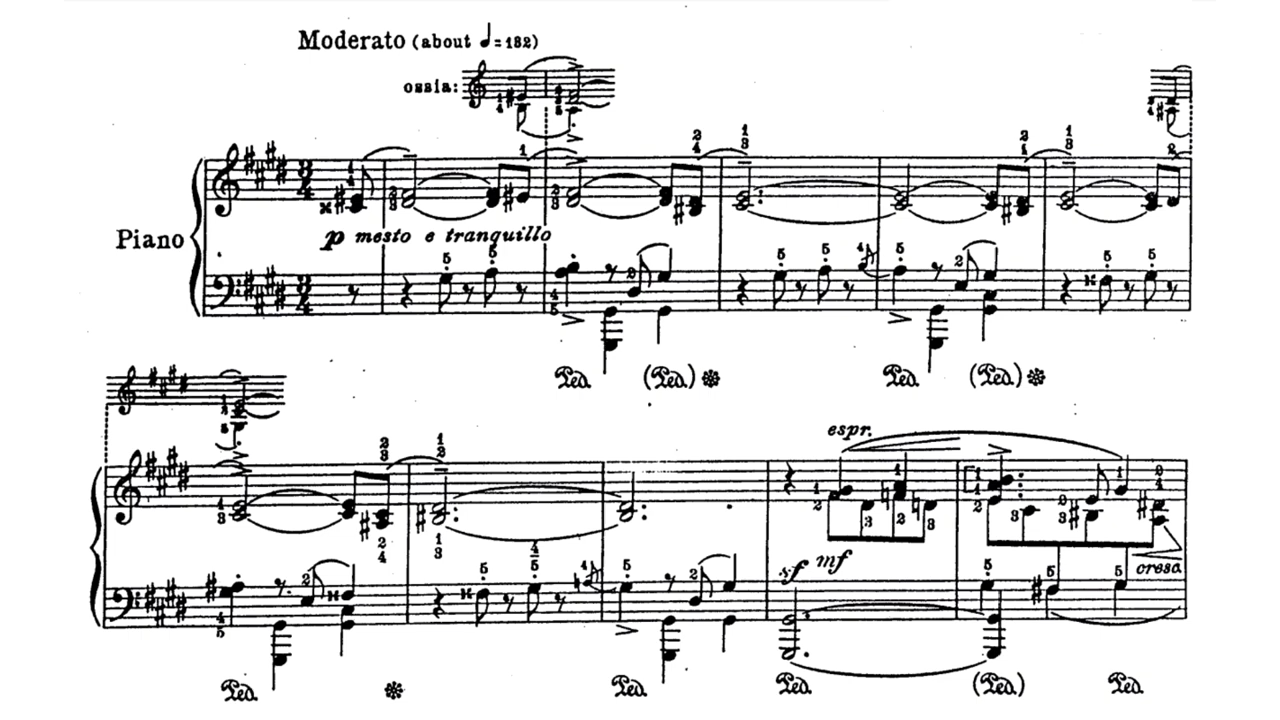 Moderato (about ♩=132)
ossia:
Piano
p mesto e tranquillo
Ped. (Ped.) * Ped. (Ped.) *
espr.
sf mf
cresc.
Ped. * Ped. Ped. (Ped.) Ped.